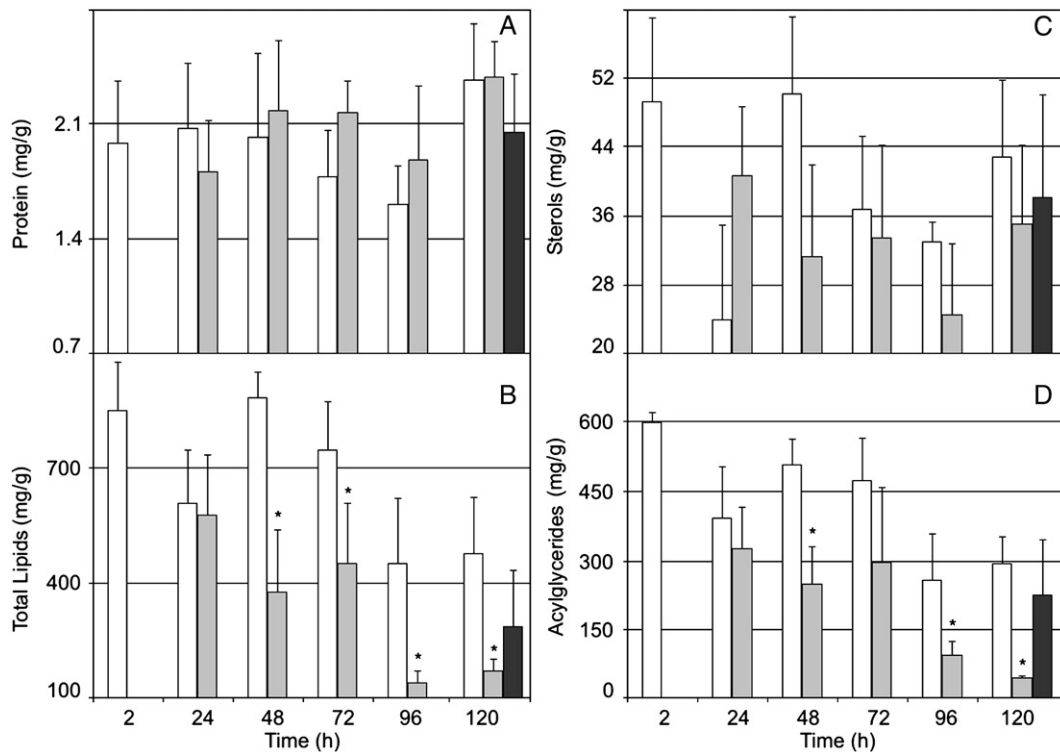 A
Protein (mg/g)
2.1
1.4
0.7
B
Total Lipids (mg/g)
700
400
100
* * * *
2 24 48 72 96 120
Time (h)
C
Sterols (mg/g)
52
44
36
28
20
D
Acylglycerides (mg/g)
600
450
300
150
0
* * *
2 24 48 72 96 120
Time (h)